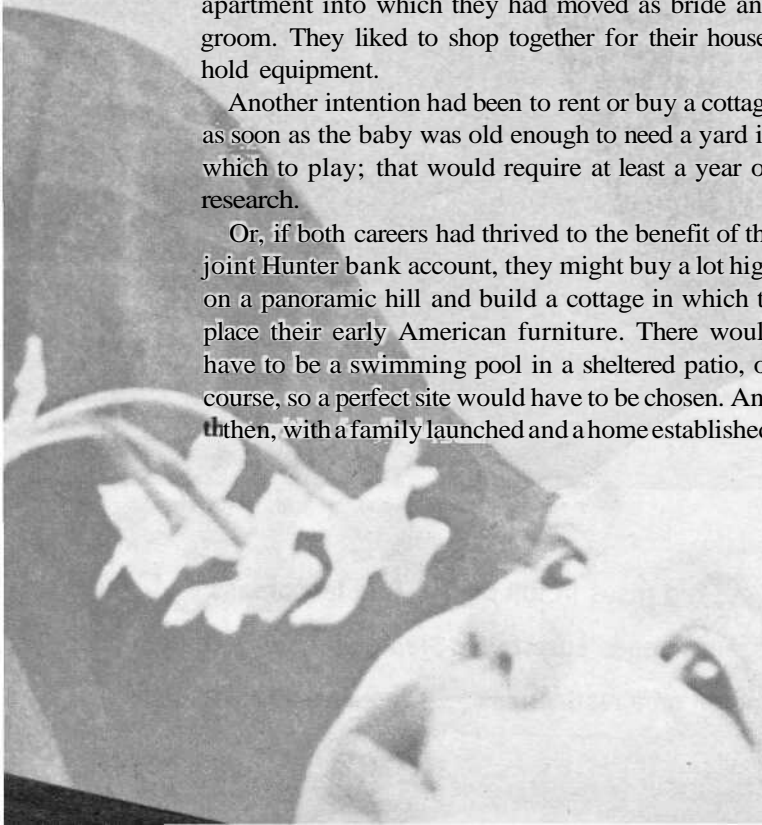 apartment into which they had moved as bride an
groom. They liked to shop together for their house
hold equipment.
Another intention had been to rent or buy a cottag
as soon as the baby was old enough to need a yard i
which to play; that would require at least a year o
research.
Or, if both careers had thrived to the benefit of th
joint Hunter bank account, they might buy a lot hig
on a panoramic hill and build a cottage in which t
place their early American furniture. There woul
have to be a swimming pool in a sheltered patio, o
course, so a perfect site would have to be chosen. An
then, with a family launched and a home established